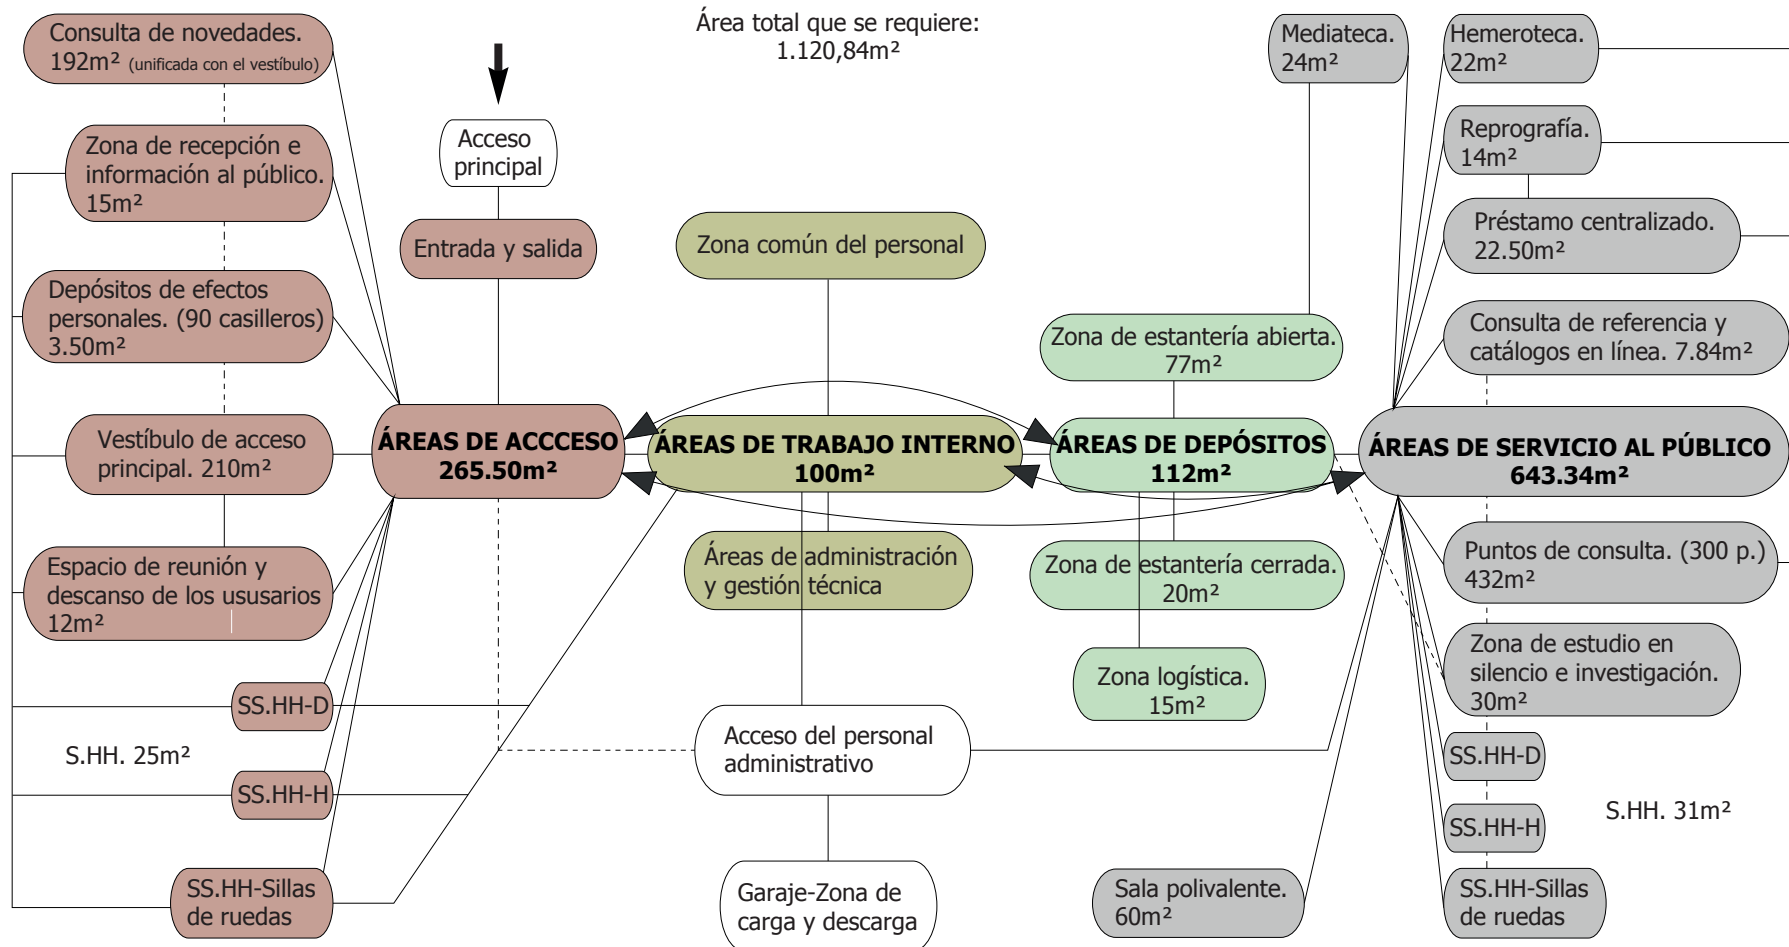 Área total que se requiere:
1.120,84m²
Consulta de novedades.
192m² (unificada con el vestíbulo)
Zona de recepción e
información al público.
15m²
Depósitos de efectos
personales. (90 casilleros)
3.50m²
Vestíbulo de acceso
principal. 210m²
Espacio de reunión y
descanso de los ususarios
12m²
SS.HH-D
S.HH. 25m²
SS.HH-H
SS.HH-Sillas
de ruedas
Acceso
principal
Entrada y salida
ÁREAS DE ACCCESO
265.50m²
Zona común del personal
ÁREAS DE TRABAJO INTERNO
100m²
Áreas de administración
y gestión técnica
Acceso del personal
administrativo
Garaje-Zona de
carga y descarga
Zona de estantería abierta.
77m²
ÁREAS DE DEPÓSITOS
112m²
Zona de estantería cerrada.
20m²
Zona logística.
15m²
Mediateca.
24m²
Hemeroteca.
22m²
Reprografía.
14m²
Préstamo centralizado.
22.50m²
Consulta de referencia y
catálogos en línea. 7.84m²
ÁREAS DE SERVICIO AL PÚBLICO
643.34m²
Puntos de consulta. (300 p.)
432m²
Zona de estudio en
silencio e investigación.
30m²
SS.HH-D
S.HH. 31m²
SS.HH-H
SS.HH-Sillas
de ruedas
Sala polivalente.
60m²